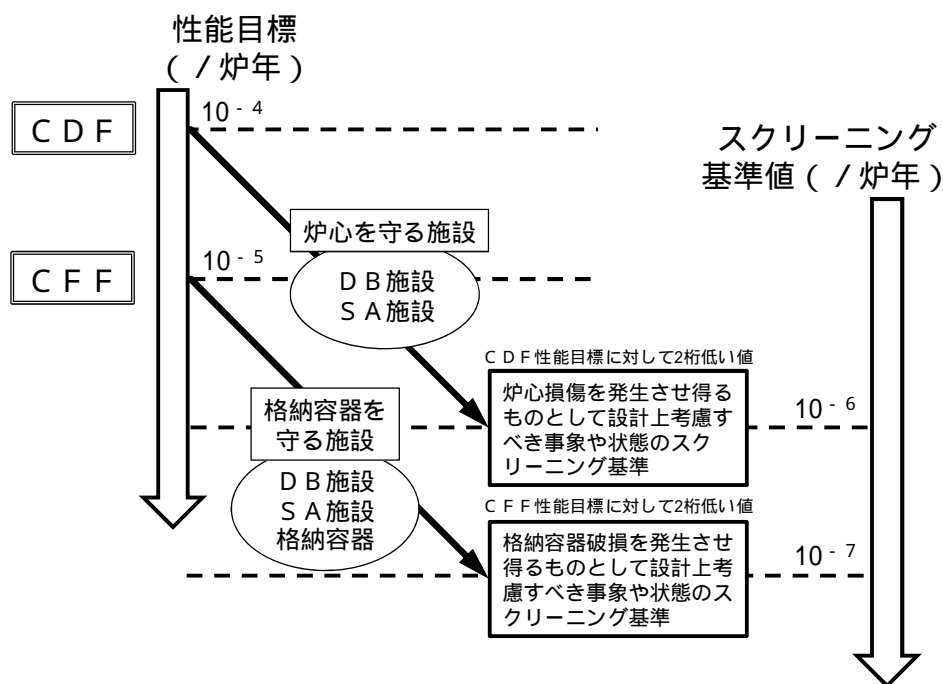 性能目標
(／炉年)
10⁻⁴
ＣＤＦ
スクリーニング
基準値(／炉年)
炉心を守る施設
10⁻⁵
ＣＦＦ
ＤＢ施設
ＳＡ施設
ＣＤＦ性能目標に対して2桁低い値
炉心損傷を発生させ得る
ものとして設計上考慮す
べき事象や状態のスク
リーニング基準
10⁻⁶
格納容器を
守る施設
ＤＢ施設
ＳＡ施設
格納容器
ＣＦＦ性能目標に対して2桁低い値
格納容器破損を発生させ
得るものとして設計上考
慮すべき事象や状態のス
クリーニング基準
10⁻⁷